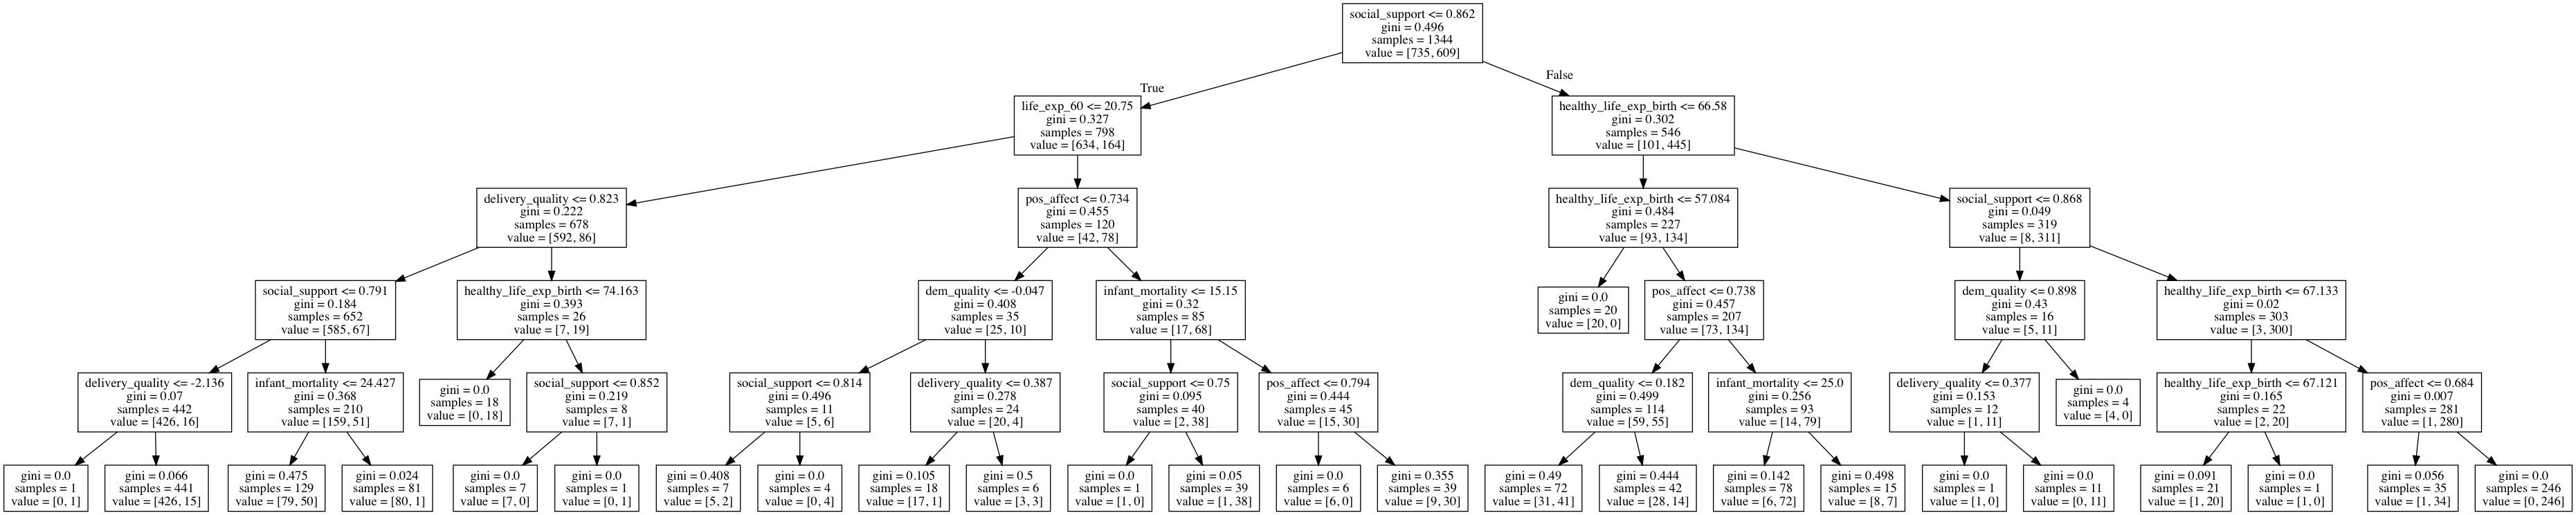 social_support <= 0.862
gini = 0.496
samples = 1344
value = [735, 609]
True
False
life_exp_60 <= 20.75
gini = 0.327
samples = 798
value = [634, 164]
healthy_life_exp_birth <= 66.58
gini = 0.302
samples = 546
value = [101, 445]
delivery_quality <= 0.823
gini = 0.222
samples = 678
value = [592, 86]
pos_affect <= 0.734
gini = 0.455
samples = 120
value = [42, 78]
healthy_life_exp_birth <= 57.084
gini = 0.484
samples = 227
value = [93, 134]
social_support <= 0.868
gini = 0.049
samples = 319
value = [8, 311]
social_support <= 0.791
gini = 0.184
samples = 652
value = [585, 67]
healthy_life_exp_birth <= 74.163
gini = 0.393
samples = 26
value = [7, 19]
dem_quality <= -0.047
gini = 0.408
samples = 35
value = [25, 10]
infant_mortality <= 15.15
gini = 0.32
samples = 85
value = [17, 68]
gini = 0.0
samples = 20
value = [20, 0]
pos_affect <= 0.738
gini = 0.457
samples = 207
value = [73, 134]
dem_quality <= 0.898
gini = 0.43
samples = 16
value = [5, 11]
healthy_life_exp_birth <= 67.133
gini = 0.02
samples = 303
value = [3, 300]
delivery_quality <= -2.136
gini = 0.07
samples = 442
value = [426, 16]
infant_mortality <= 24.427
gini = 0.368
samples = 210
value = [159, 51]
gini = 0.0
samples = 18
value = [0, 18]
social_support <= 0.852
gini = 0.219
samples = 8
value = [7, 1]
social_support <= 0.814
gini = 0.496
samples = 11
value = [5, 6]
delivery_quality <= 0.387
gini = 0.278
samples = 24
value = [20, 4]
social_support <= 0.75
gini = 0.095
samples = 40
value = [2, 38]
pos_affect <= 0.794
gini = 0.444
samples = 45
value = [15, 30]
dem_quality <= 0.182
gini = 0.499
samples = 114
value = [59, 55]
infant_mortality <= 25.0
gini = 0.256
samples = 93
value = [14, 79]
delivery_quality <= 0.377
gini = 0.153
samples = 12
value = [1, 11]
gini = 0.0
samples = 4
value = [4, 0]
healthy_life_exp_birth <= 67.121
gini = 0.165
samples = 22
value = [2, 20]
pos_affect <= 0.684
gini = 0.007
samples = 281
value = [1, 280]
gini = 0.0
samples = 1
value = [0, 1]
gini = 0.066
samples = 441
value = [426, 15]
gini = 0.475
samples = 129
value = [79, 50]
gini = 0.024
samples = 81
value = [80, 1]
gini = 0.0
samples = 7
value = [7, 0]
gini = 0.0
samples = 1
value = [0, 1]
gini = 0.408
samples = 7
value = [5, 2]
gini = 0.0
samples = 4
value = [0, 4]
gini = 0.105
samples = 18
value = [17, 1]
gini = 0.5
samples = 6
value = [3, 3]
gini = 0.0
samples = 1
value = [1, 0]
gini = 0.05
samples = 39
value = [1, 38]
gini = 0.0
samples = 6
value = [6, 0]
gini = 0.355
samples = 39
value = [9, 30]
gini = 0.49
samples = 72
value = [31, 41]
gini = 0.444
samples = 42
value = [28, 14]
gini = 0.142
samples = 78
value = [6, 72]
gini = 0.498
samples = 15
value = [8, 7]
gini = 0.0
samples = 1
value = [1, 0]
gini = 0.0
samples = 11
value = [0, 11]
gini = 0.091
samples = 21
value = [1, 20]
gini = 0.0
samples = 1
value = [1, 0]
gini = 0.056
samples = 35
value = [1, 34]
gini = 0.0
samples = 246
value = [0, 246]